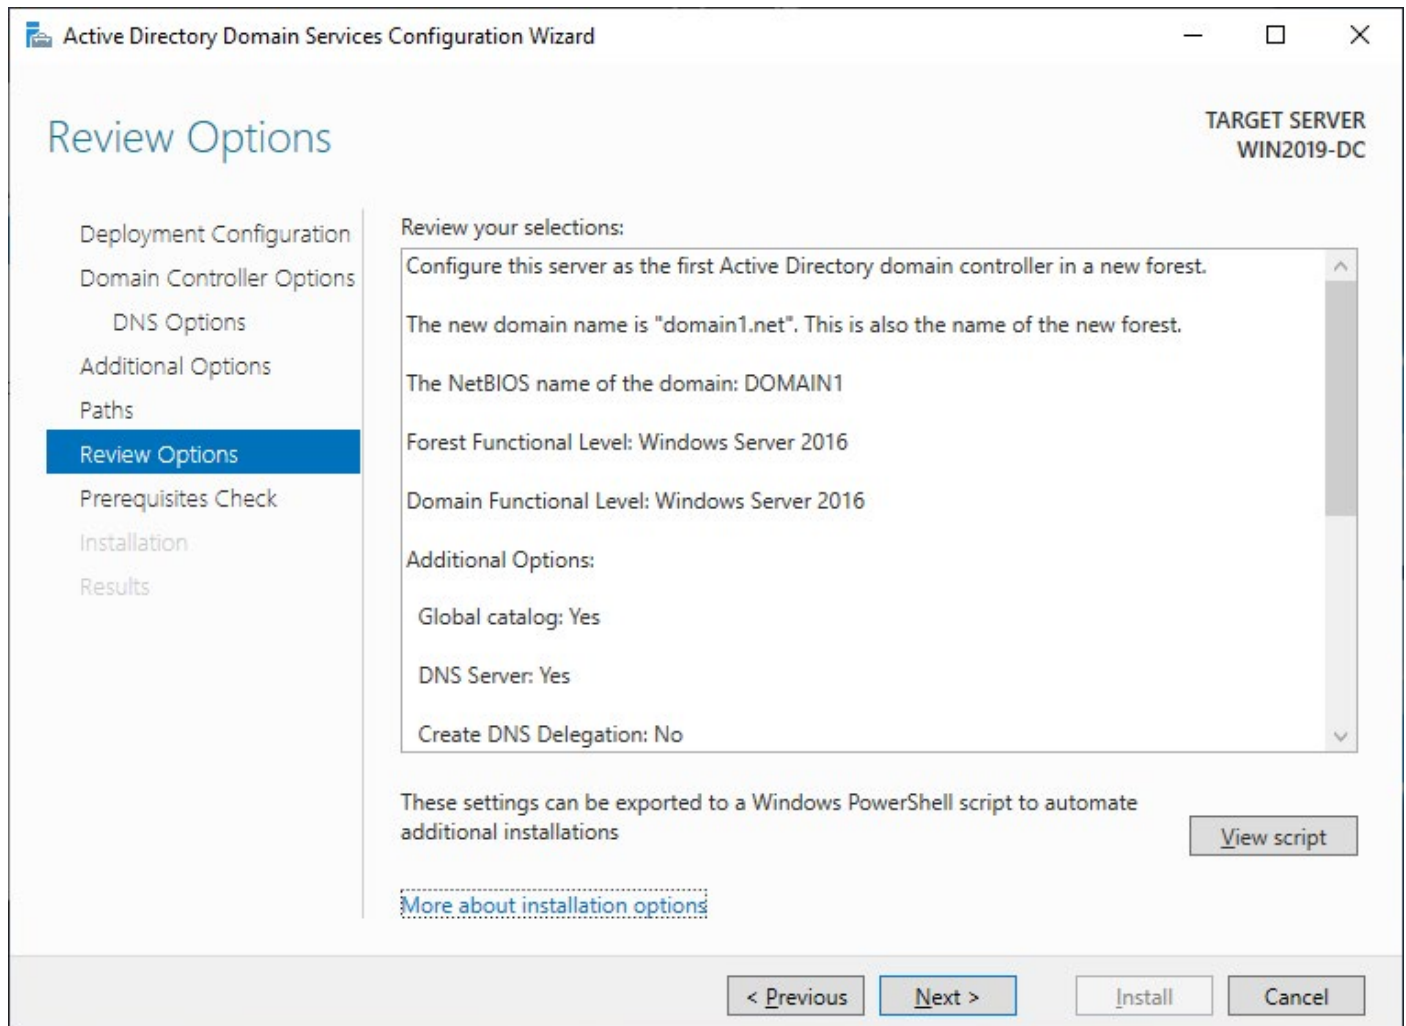 Active Directory Domain Services Configuration Wizard
Review Options
TARGET SERVER
WIN2019-DC
Deployment Configuration
Domain Controller Options
DNS Options
Additional Options
Paths
Review Options
Prerequisites Check
Installation
Results
Review your selections:
Configure this server as the first Active Directory domain controller in a new forest.
The new domain name is "domain1.net". This is also the name of the new forest.
The NetBIOS name of the domain: DOMAIN1
Forest Functional Level: Windows Server 2016
Domain Functional Level: Windows Server 2016
Additional Options:
Global catalog: Yes
DNS Server: Yes
Create DNS Delegation: No
These settings can be exported to a Windows PowerShell script to automate
additional installations
View script
More about installation options
< Previous
Next >
Install
Cancel